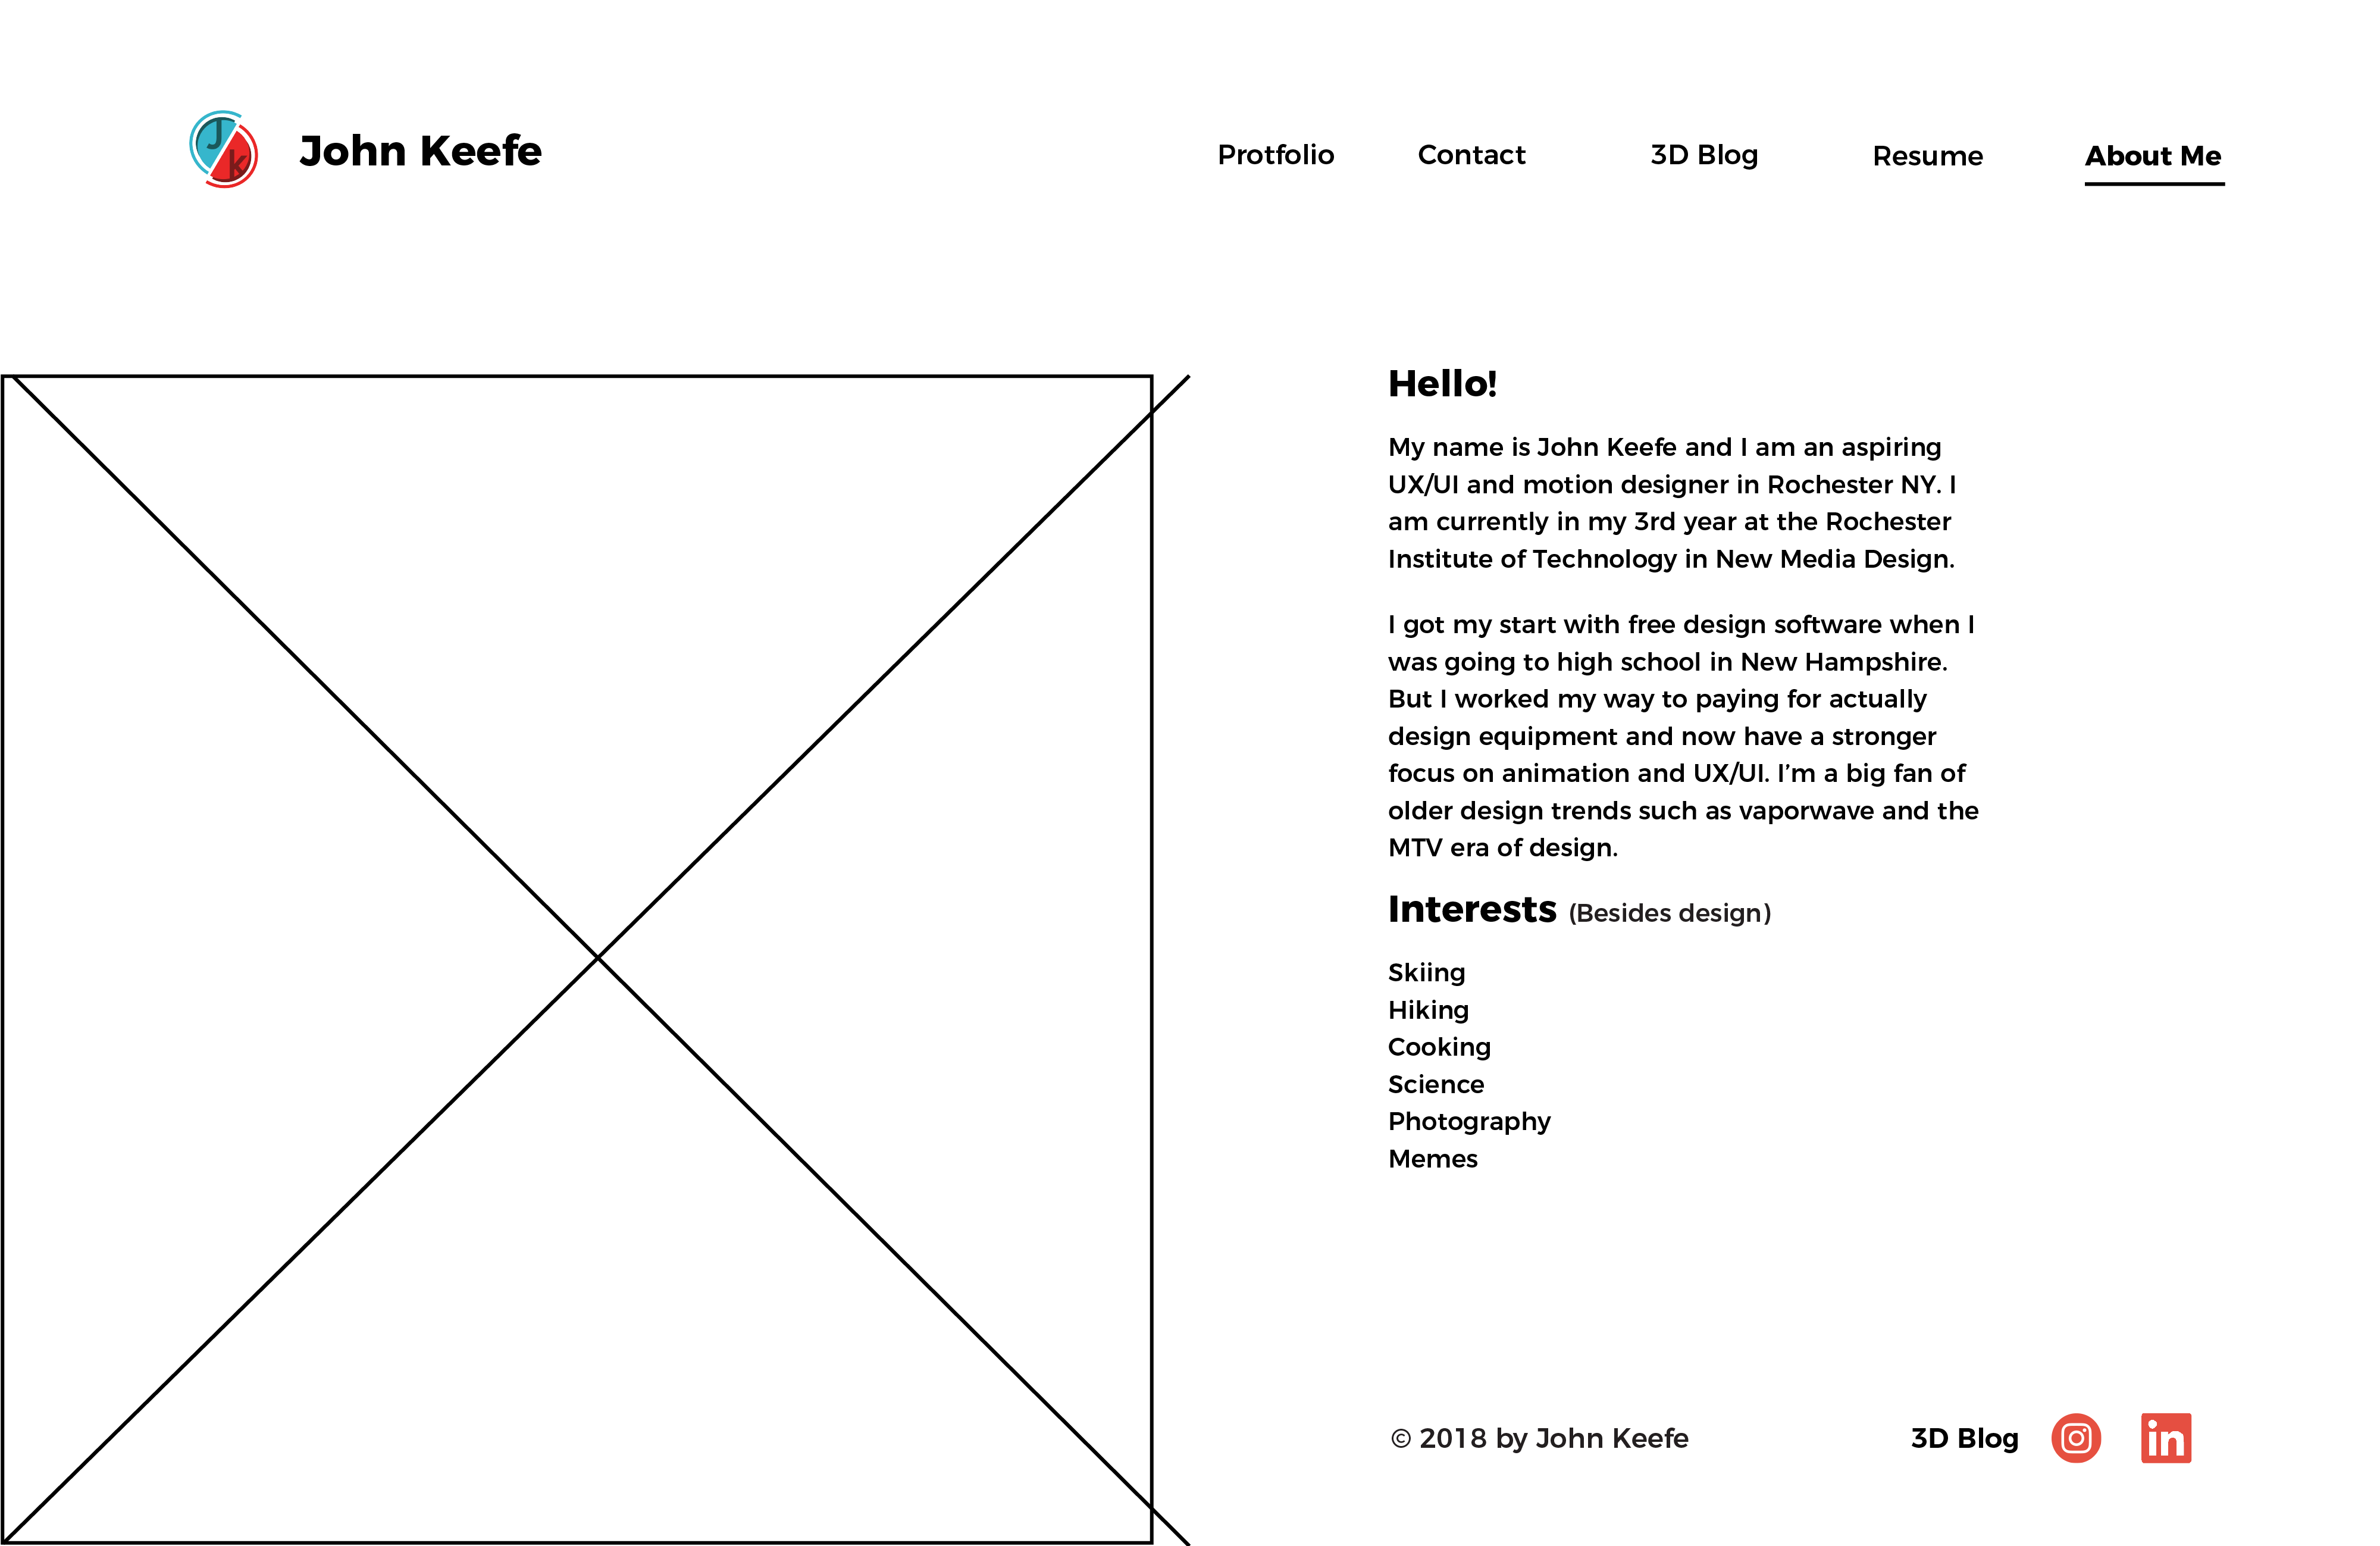 J
K
John Keefe
Protfolio
Contact
3D Blog
Resume
About Me
Hello!
My name is John Keefe and I am an aspiring
UX/UI and motion designer in Rochester NY. I
am currently in my 3rd year at the Rochester
Institute of Technology in New Media Design.
I got my start with free design software when I
was going to high school in New Hampshire.
But I worked my way to paying for actually
design equipment and now have a stronger
focus on animation and UX/UI. I’m a big fan of
older design trends such as vaporwave and the
MTV era of design.
Interests (Besides design)
Skiing
Hiking
Cooking
Science
Photography
Memes
© 2018 by John Keefe
3D Blog
in